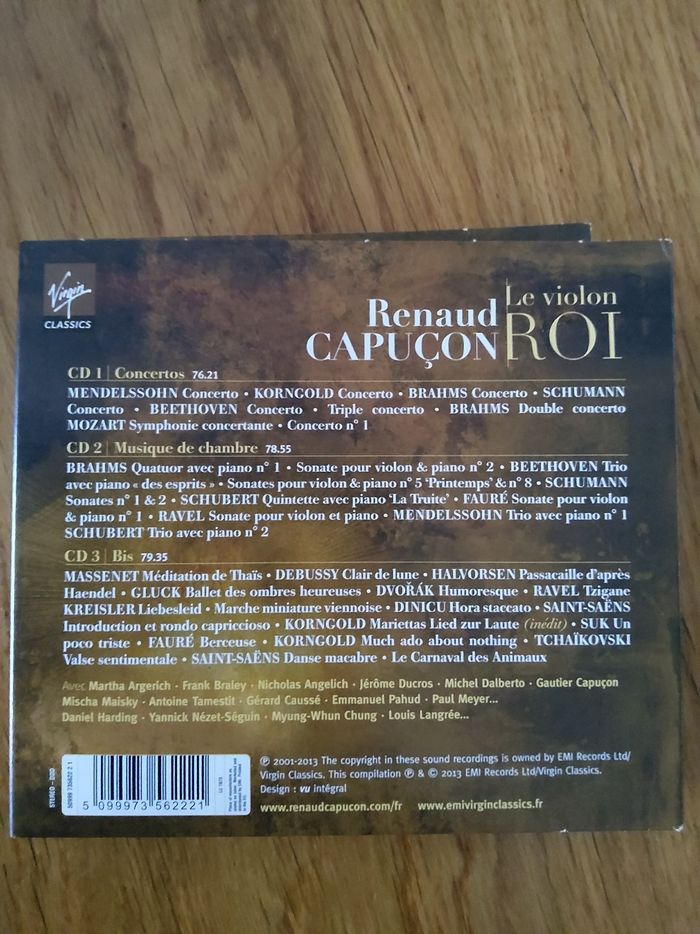 Virgin
CLASSICS
Renaud
CAPUÇON
Le violon
ROI
CD 1 | Concertos 76.21
MENDELSSOHN Concerto • KORNGOLD Concerto • BRAHMS Concerto • SCHUMANN
Concerto • BEETHOVEN Concerto • Triple concerto • BRAHMS Double concerto
MOZART Symphonie concertante • Concerto n° 1
CD 2 | Musique de chambre 78.55
BRAHMS Quatuor avec piano n° 1 • Sonate pour violon & piano n° 2 • BEETHOVEN Trio
avec piano « des esprits » • Sonates pour violon & piano n° 5 ‘Printemps’ & n° 8 • SCHUMANN
Sonates n° 1 & 2 • SCHUBERT Quintette avec piano ‘La Truite’ • FAURÉ Sonate pour violon
& piano n° 1 • RAVEL Sonate pour violon et piano • MENDELSSOHN Trio avec piano n° 1
SCHUBERT Trio avec piano n° 2
CD 3 | Bis 79.35
MASSENET Méditation de Thaïs • DEBUSSY Clair de lune • HALVORSEN Passacaille d'après
Haendel • GLUCK Ballet des ombres heureuses • DVOŘÁK Humoresque • RAVEL Tzigane
KREISLER Liebesleid • Marche miniature viennoise • DINICU Hora staccato • SAINT-SAËNS
Introduction et rondo capriccioso • KORNGOLD Mariettas Lied zur Laute (inédit) • SUK Un
poco triste • FAURÉ Berceuse • KORNGOLD Much ado about nothing • TCHAÏKOVSKI
Valse sentimentale • SAINT-SAËNS Danse macabre • Le Carnaval des Animaux
Avec Martha Argerich • Frank Braley • Nicholas Angelich • Jérôme Ducros • Michel Dalberto • Gautier Capuçon
Mischa Maisky • Antoine Tamestit • Gérard Caussé • Emmanuel Pahud • Paul Meyer...
Daniel Harding • Yannick Nézet-Séguin • Myung-Whun Chung • Louis Langrée...
STEREO - DDD
5 099973 562221
℗ 2001-2013 The copyright in these sound recordings is owned by EMI Records Ltd/
Virgin Classics. This compilation ℗ & © 2013 EMI Records Ltd/Virgin Classics.
Design : vu intégral
www.renaudcapucon.com/fr www.emivirginclassics.fr